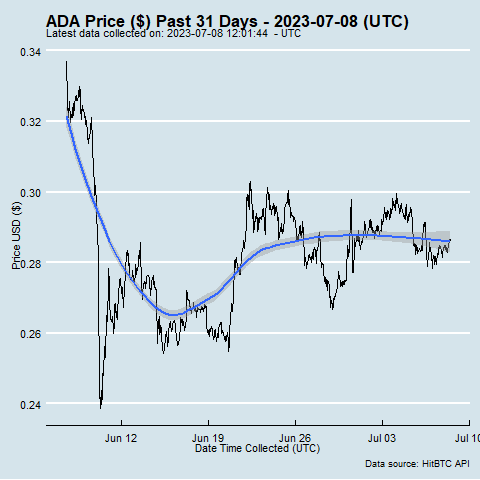 ADA Price ($) Past 31 Days - 2023-07-08 (UTC)
Latest data collected on: 2023-07-08 12:01:44  - UTC
Price USD ($)
0.34
0.32
0.30
0.28
0.26
0.24
Jun 12 Jun 19 Jun 26 Jul 03 Jul 10
Date Time Collected (UTC)
Data source: HitBTC API